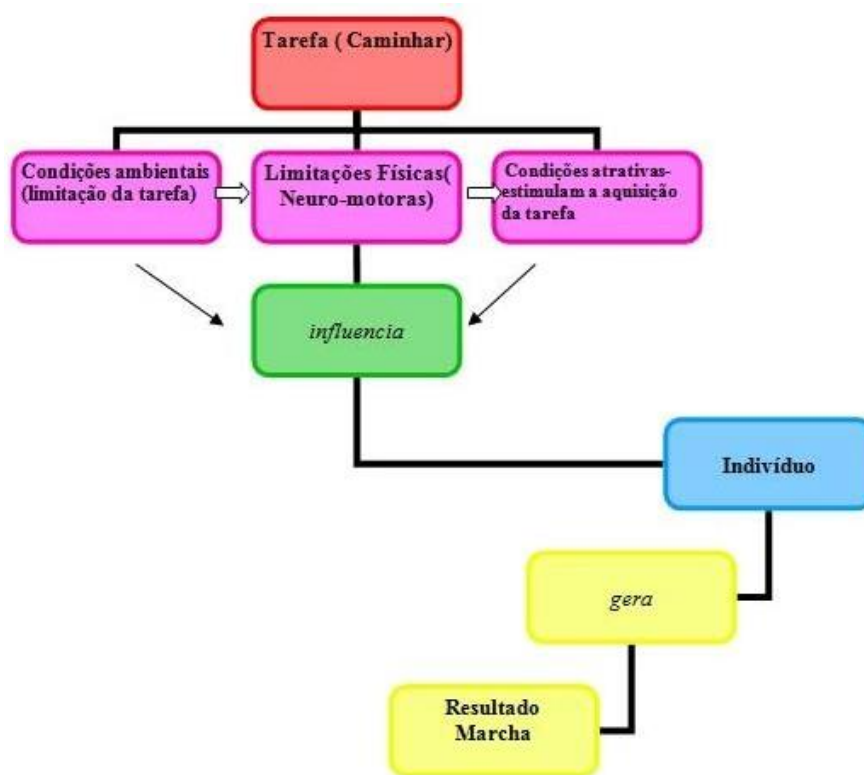 Tarefa ( Caminhar)
Condições ambientais
(limitação da tarefa)
Limitações Físicas(
Neuro-motoras)
Condições atrativas-
estimulam a aquisição
da tarefa
influencia
Indivíduo
gera
Resultado
Marcha